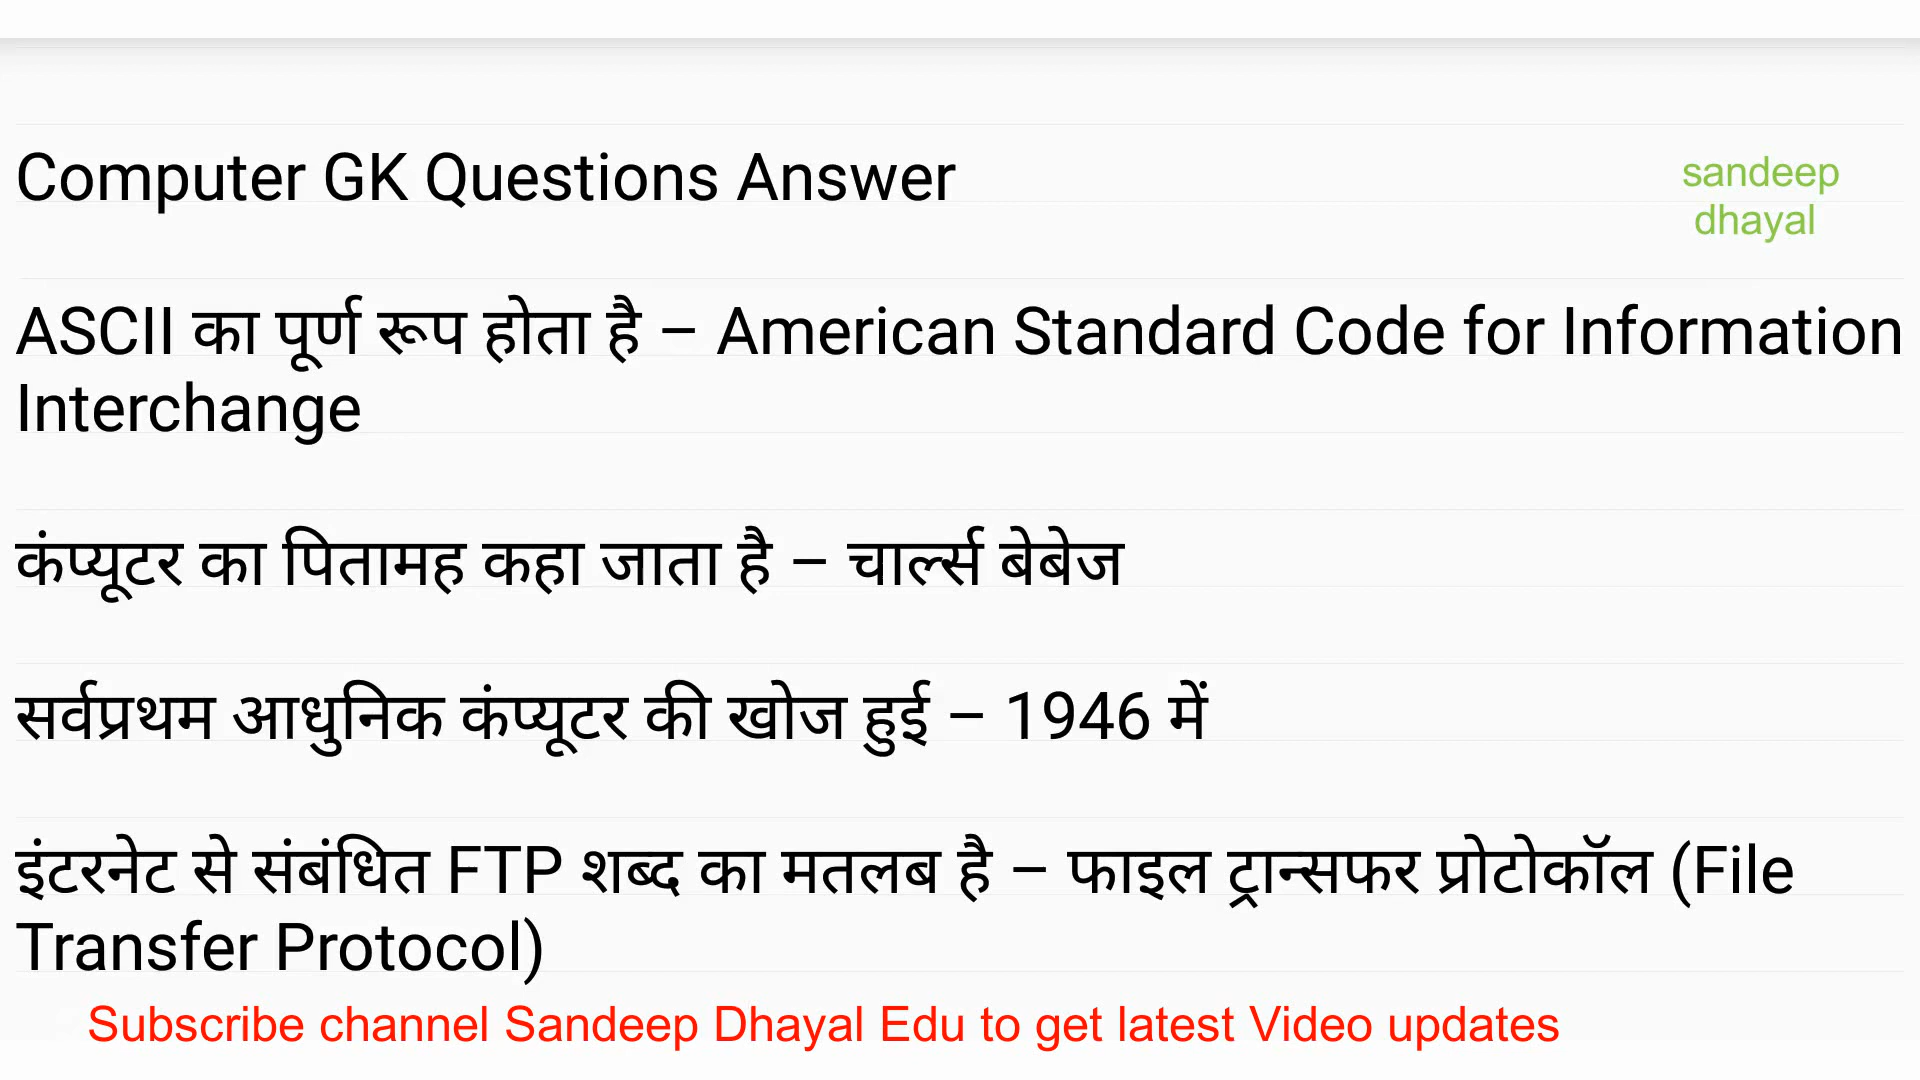 Computer GK Questions Answer
sandeep
dhayal
ASCII का पूर्ण रूप होता है – American Standard Code for Information
Interchange
कंप्यूटर का पितामह कहा जाता है – चार्ल्स बेबेज
सर्वप्रथम आधुनिक कंप्यूटर की खोज हुई – 1946 में
इंटरनेट से संबंधित FTP शब्द का मतलब है – फाइल ट्रान्सफर प्रोटोकॉल (File
Transfer Protocol)
Subscribe channel Sandeep Dhayal Edu to get latest Video updates